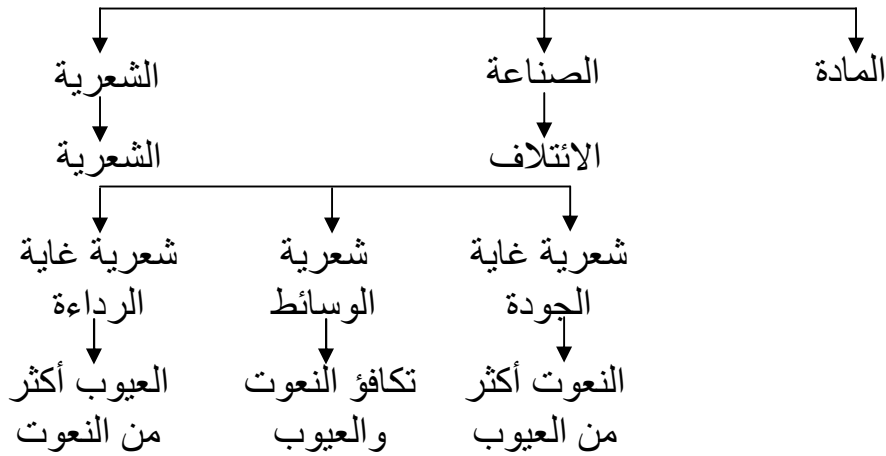 المادة
الصناعة
الشعرية
الائتلاف
الشعرية
شعرية غاية
الجودة
شعرية
الوسائط
شعرية غاية
الرداءة
النعوت أكثر
من العيوب
تكافؤ النعوت
والعيوب
العيوب أكثر
من النعوت